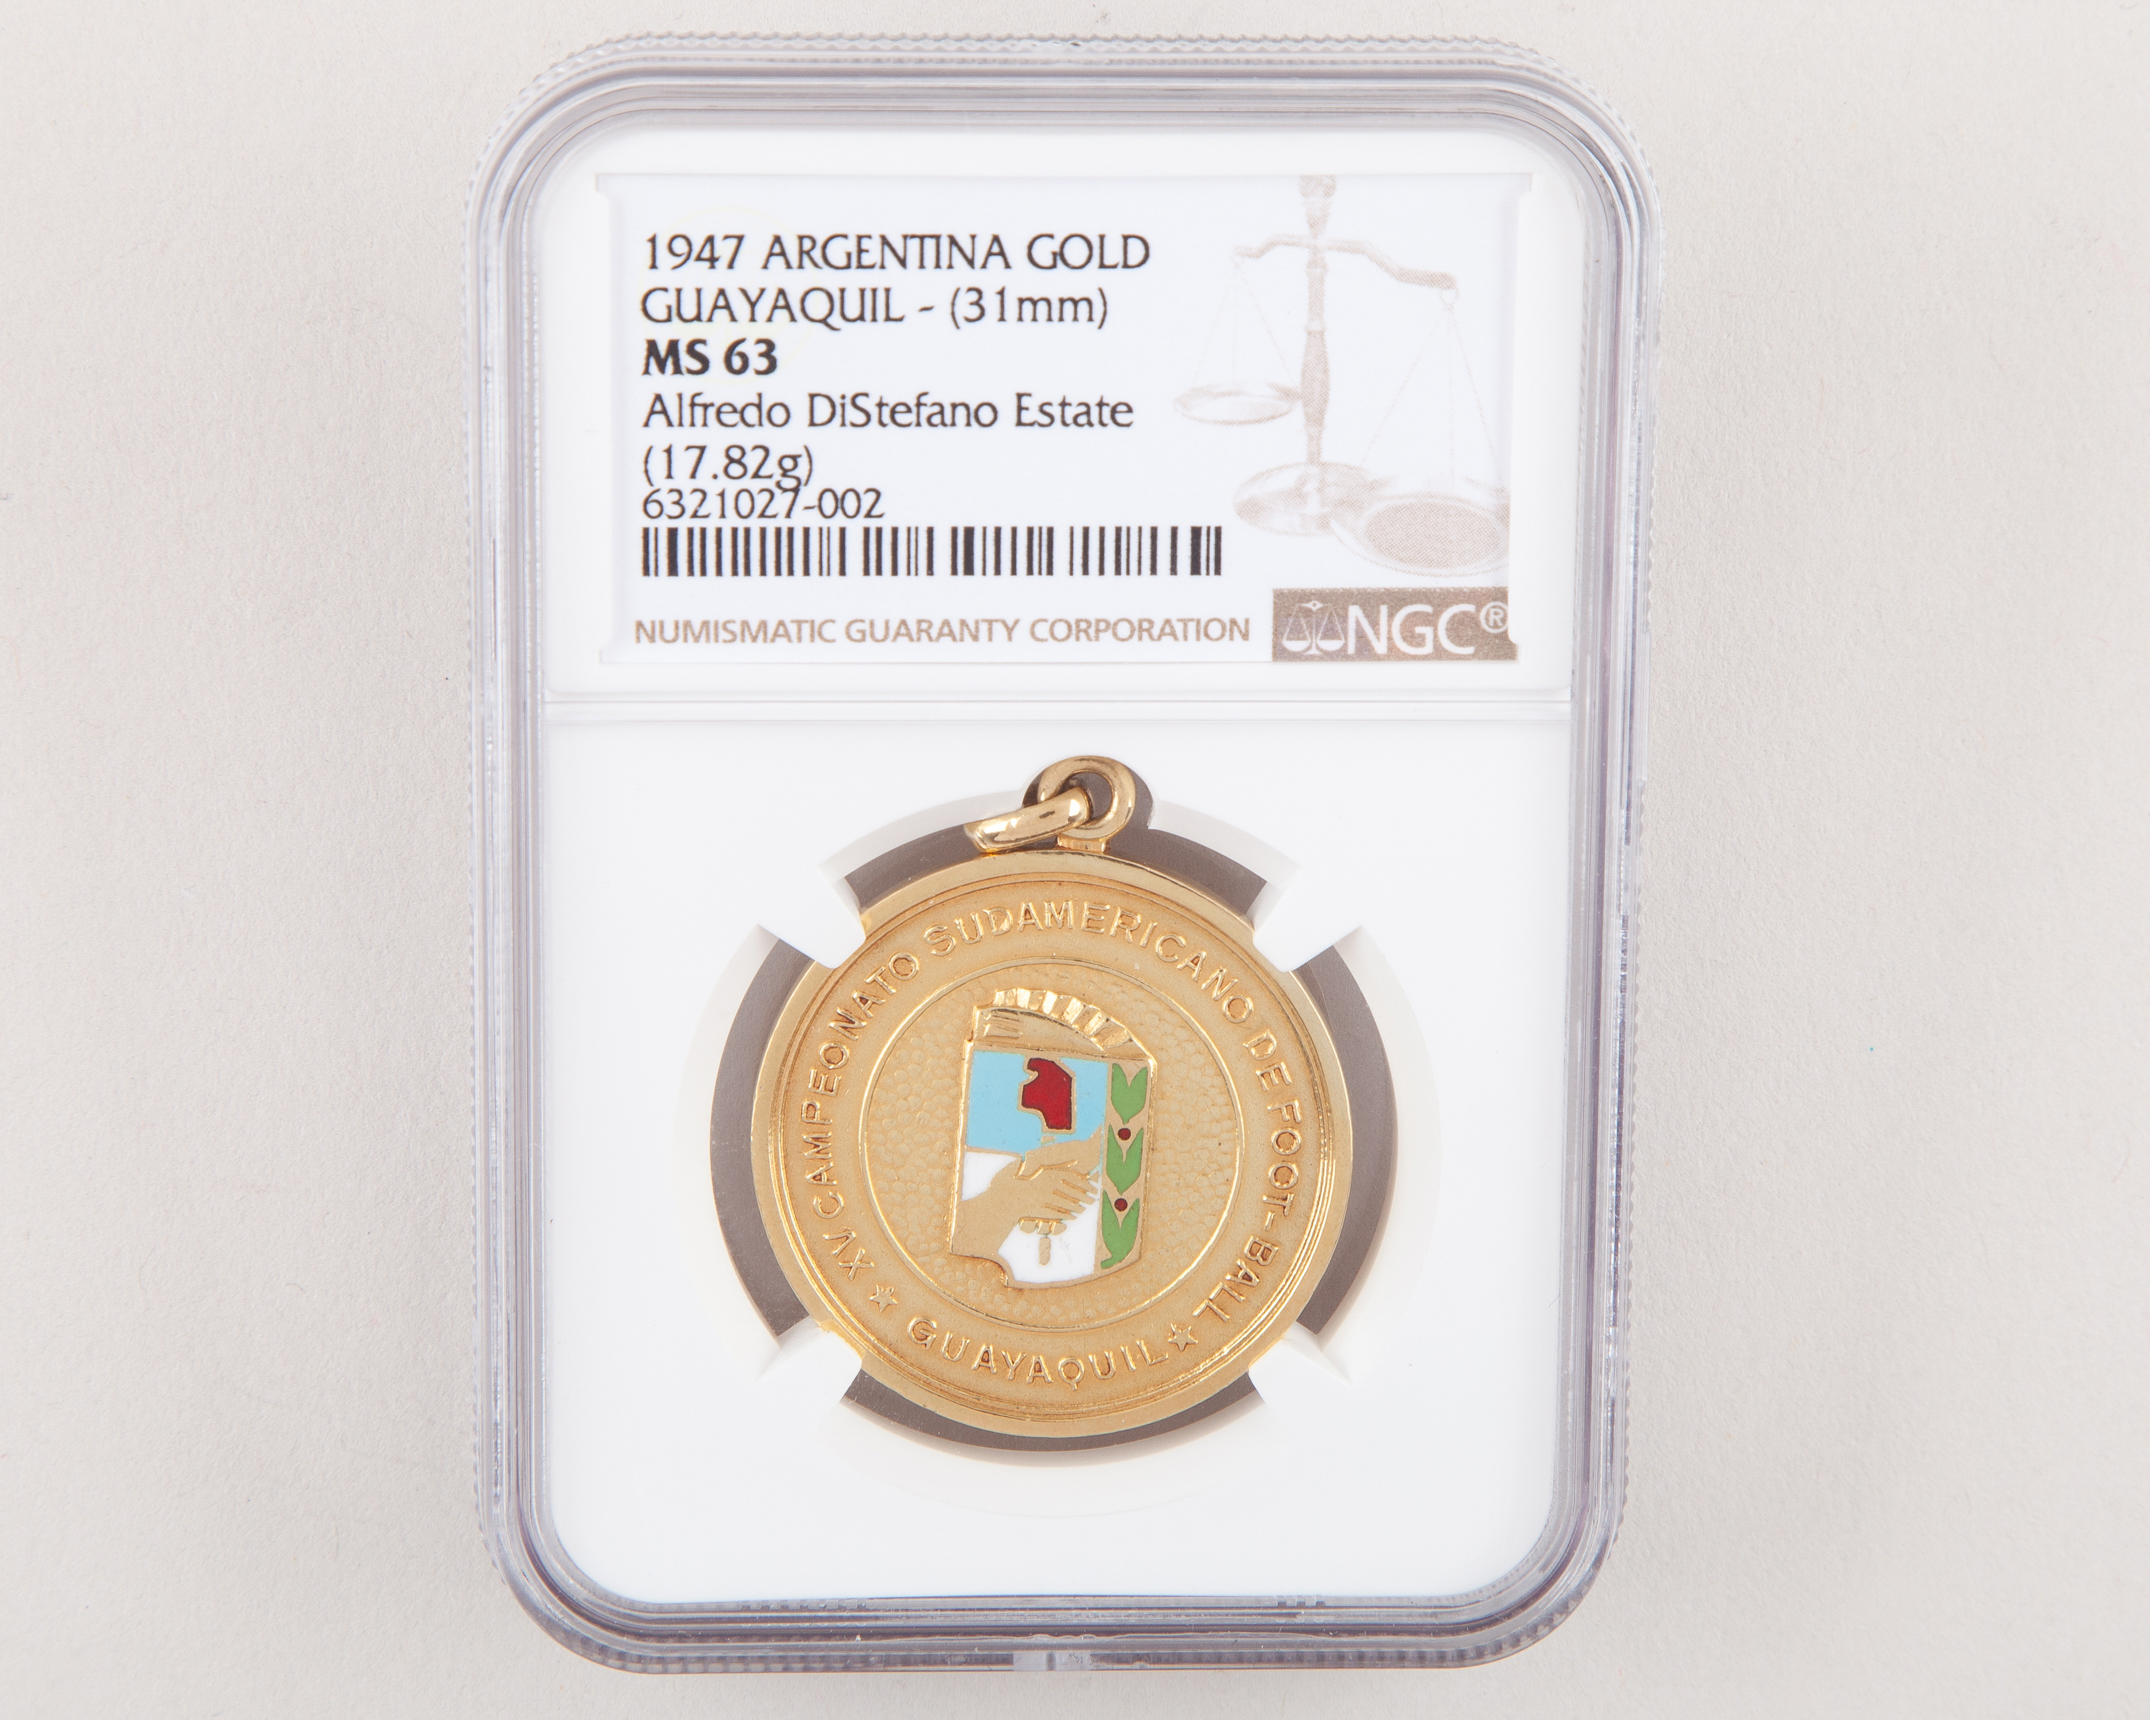 1947 ARGENTINA GOLD
GUAYAQUIL - (31mm)
MS 63
Alfredo DiStefano Estate
(17.82g)
6321027-002
NUMISMATIC GUARANTY CORPORATION
NGC®
XV CAMPEONATO SUDAMERICANO DE FOOT-BALL
GUAYAQUIL